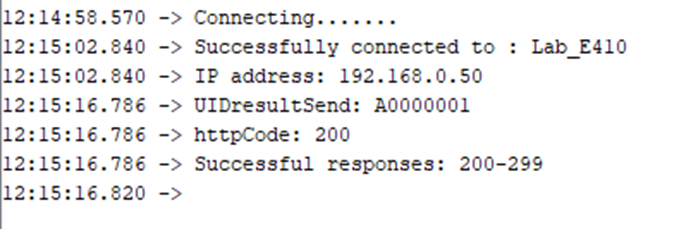 12:14:58.570 -> Connecting.......
12:15:02.840 -> Successfully connected to : Lab_E410
12:15:02.840 -> IP address: 192.168.0.50
12:15:16.786 -> UIDresultSend: A0000001
12:15:16.786 -> httpCode: 200
12:15:16.786 -> Successful responses: 200-299
12:15:16.820 ->